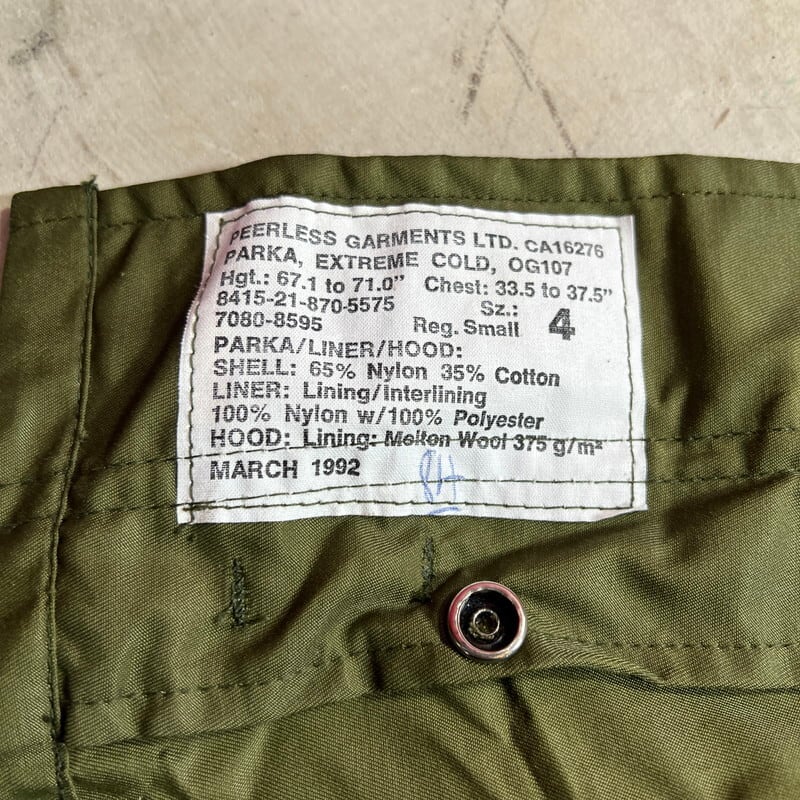 PEERLESS GARMENTS LTD. CA16276
PARKA, EXTREME COLD, OG107
Hgt.: 67.1 to 71.0" Chest: 33.5 to 37.5"
8415-21-870-5575 Sz.:
7080-8595 Reg. Small 4
PARKA/LINER/HOOD:
SHELL: 65% Nylon 35% Cotton
LINER: Lining/Interlining
100% Nylon w/100% Polyester
HOOD: Lining: Melton Wool 375 g/m²
MARCH 1992